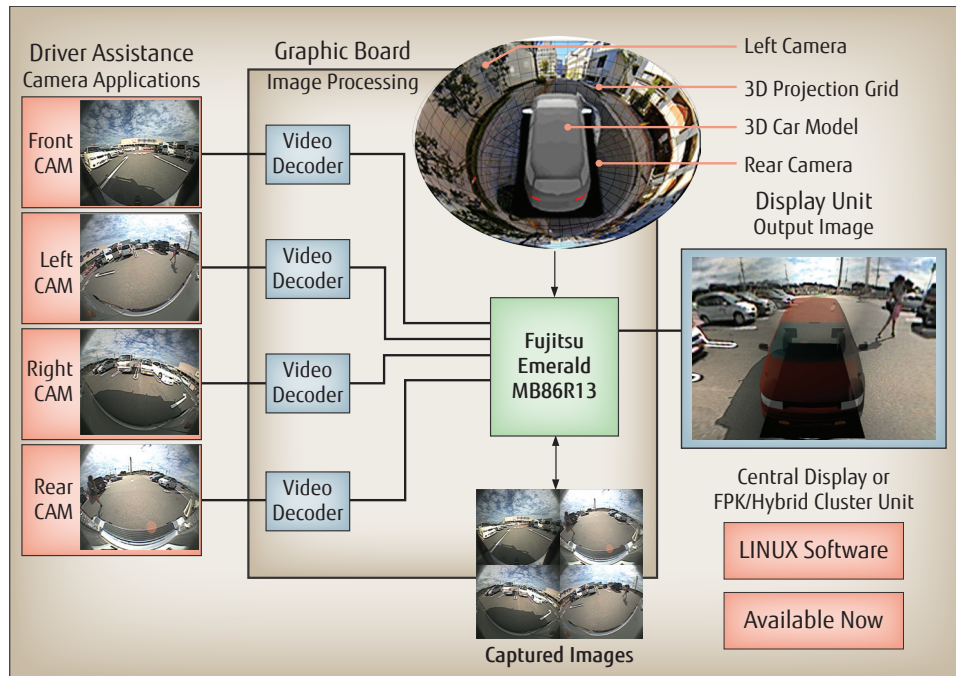 Driver Assistance
Camera Applications
Front
CAM
Left
CAM
Right
CAM
Rear
CAM
Graphic Board
Image Processing
Video
Decoder
Video
Decoder
Video
Decoder
Video
Decoder
Left Camera
3D Projection Grid
3D Car Model
Rear Camera
Fujitsu
Emerald
MB86R13
Captured Images
Display Unit
Output Image
Central Display or
FPK/Hybrid Cluster Unit
LINUX Software
Available Now